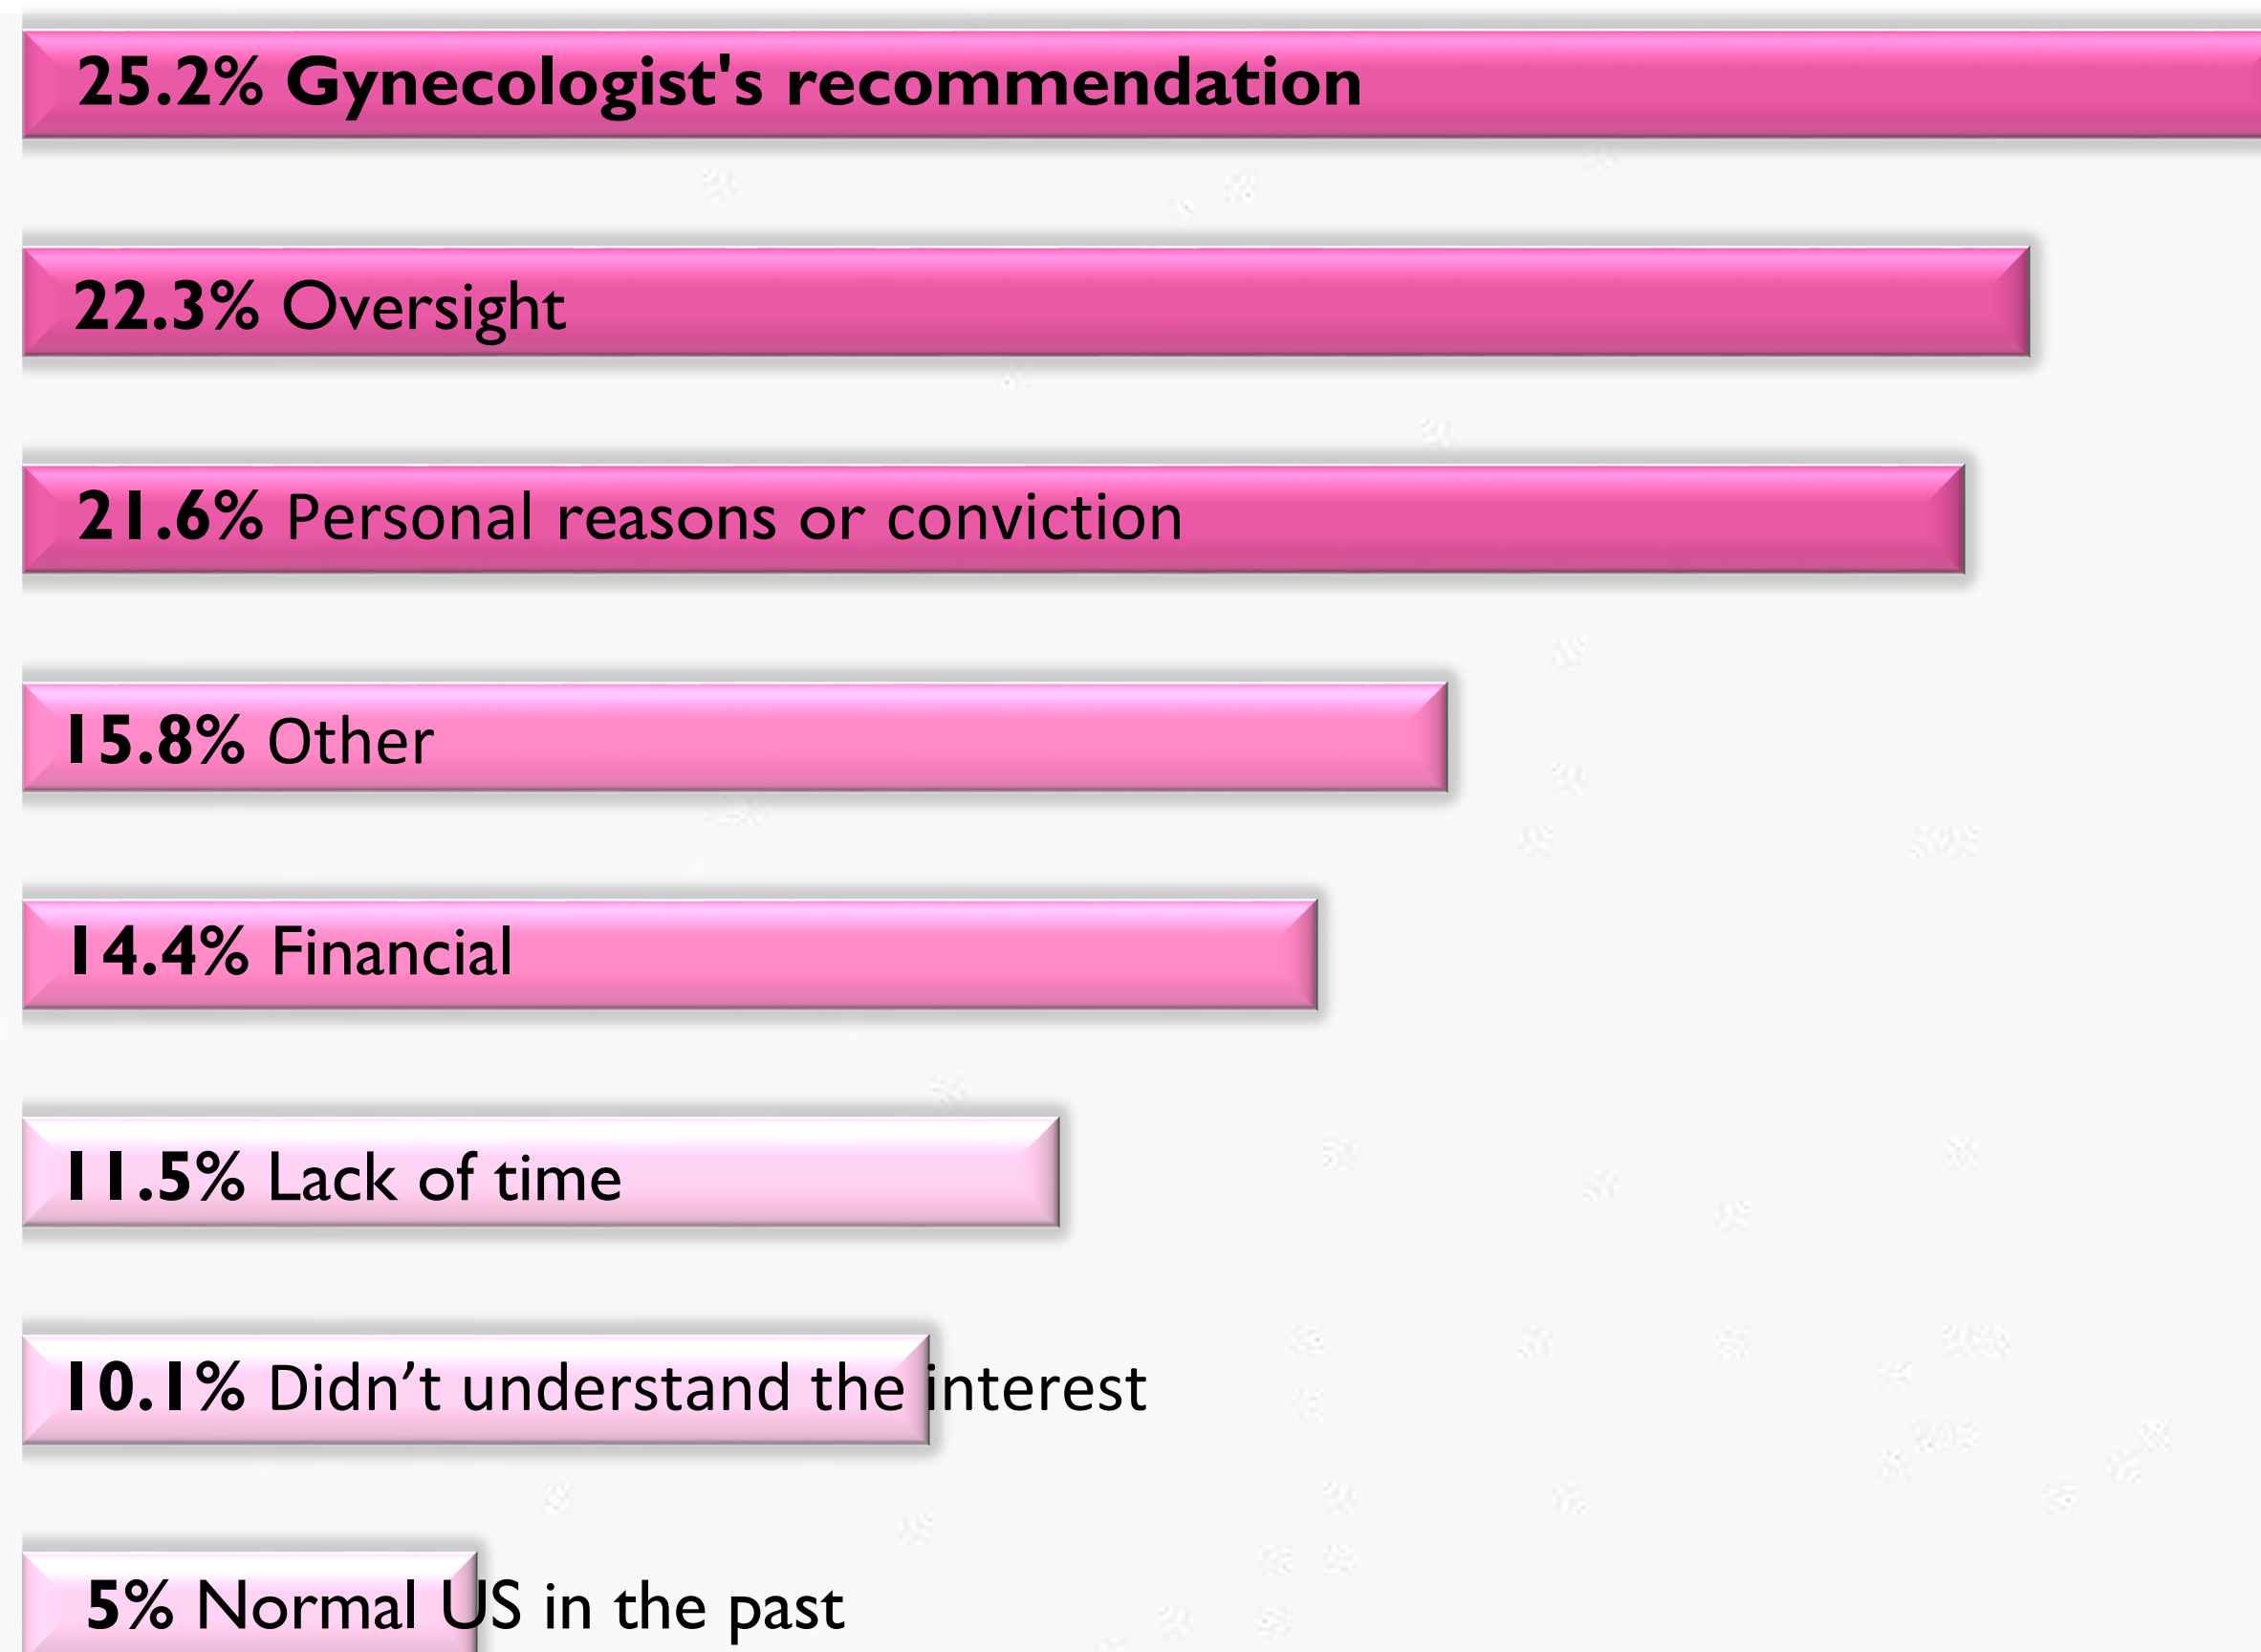 25.2% Gynecologist's recommendation
22.3% Oversight
21.6% Personal reasons or conviction
15.8% Other
14.4% Financial
11.5% Lack of time
10.1% Didn’t understand the interest
5% Normal US in the past